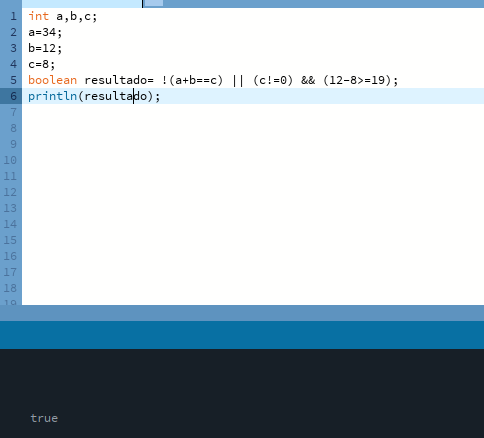 1 int a,b,c;
2 a=34;
3 b=12;
4 c=8;
5 boolean resultado= !(a+b==c) || (c!=0) && (12-8>=19);
6 println(resultado);
7
8
9
10
11
12
13
14
15
16
17
18
19
true